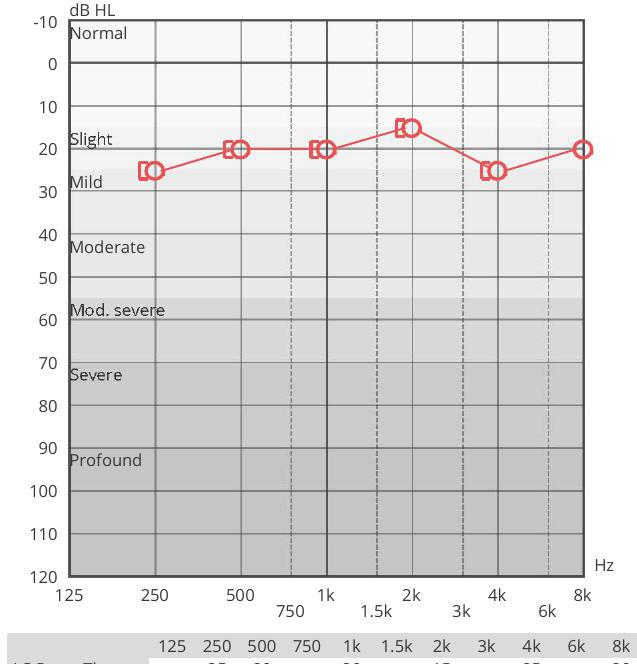 dB HL
-10
Normal
0
10
Slight
20
Mild
30
40
Moderate
50
Mod. severe
60
70
Severe
80
90
Profound
100
110
120
Hz
125 250 500 1k 2k 4k 8k
750 1.5k 3k 6k
125 250 500 750 1k 1.5k 2k 3k 4k 6k 8k